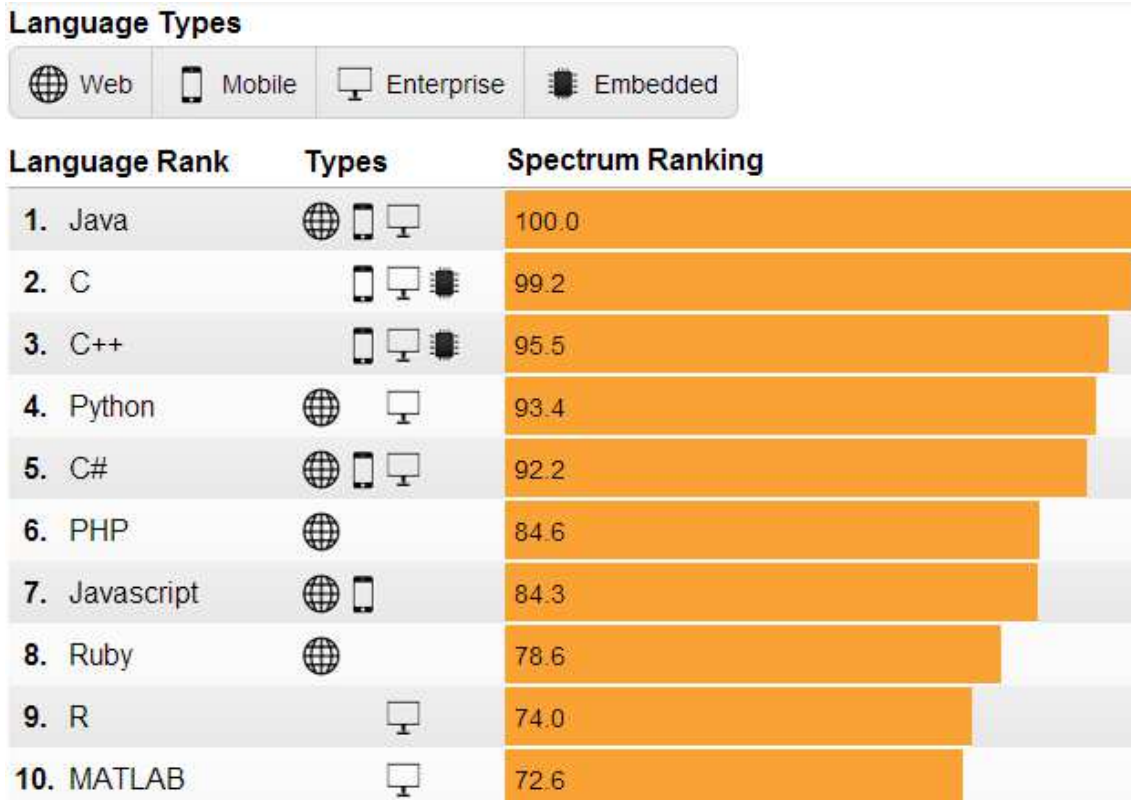 Language Types
Web Mobile Enterprise Embedded
Language Rank Types Spectrum Ranking
1. Java 100.0
2. C 99.2
3. C++ 95.5
4. Python 93.4
5. C# 92.2
6. PHP 84.6
7. Javascript 84.3
8. Ruby 78.6
9. R 74.0
10. MATLAB 72.6